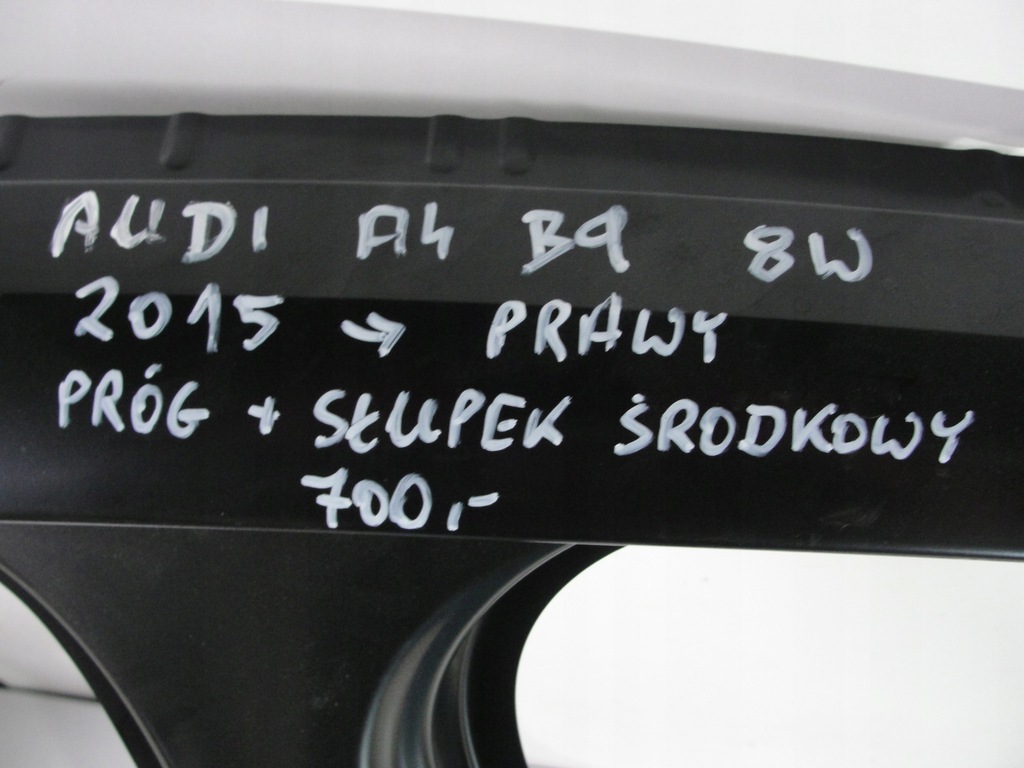 AUDI A4 B9 8W
2015 → PRAWY
PRÓG + SŁUPEK ŚRODKOWY
700,-